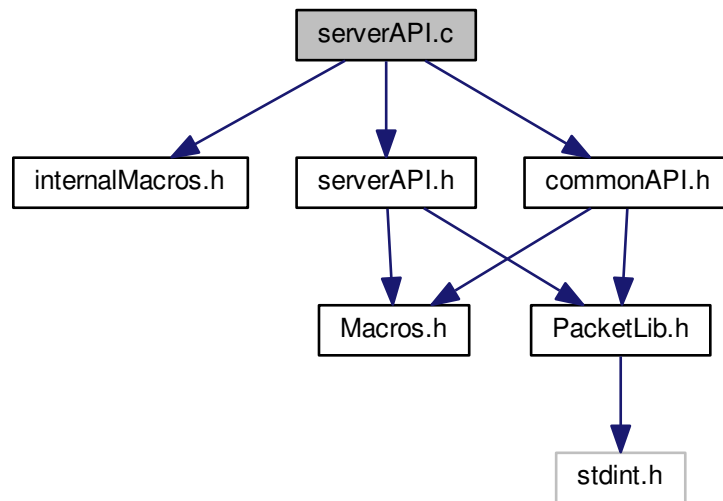 serverAPI.c
internalMacros.h
serverAPI.h
commonAPI.h
Macros.h
PacketLib.h
stdint.h